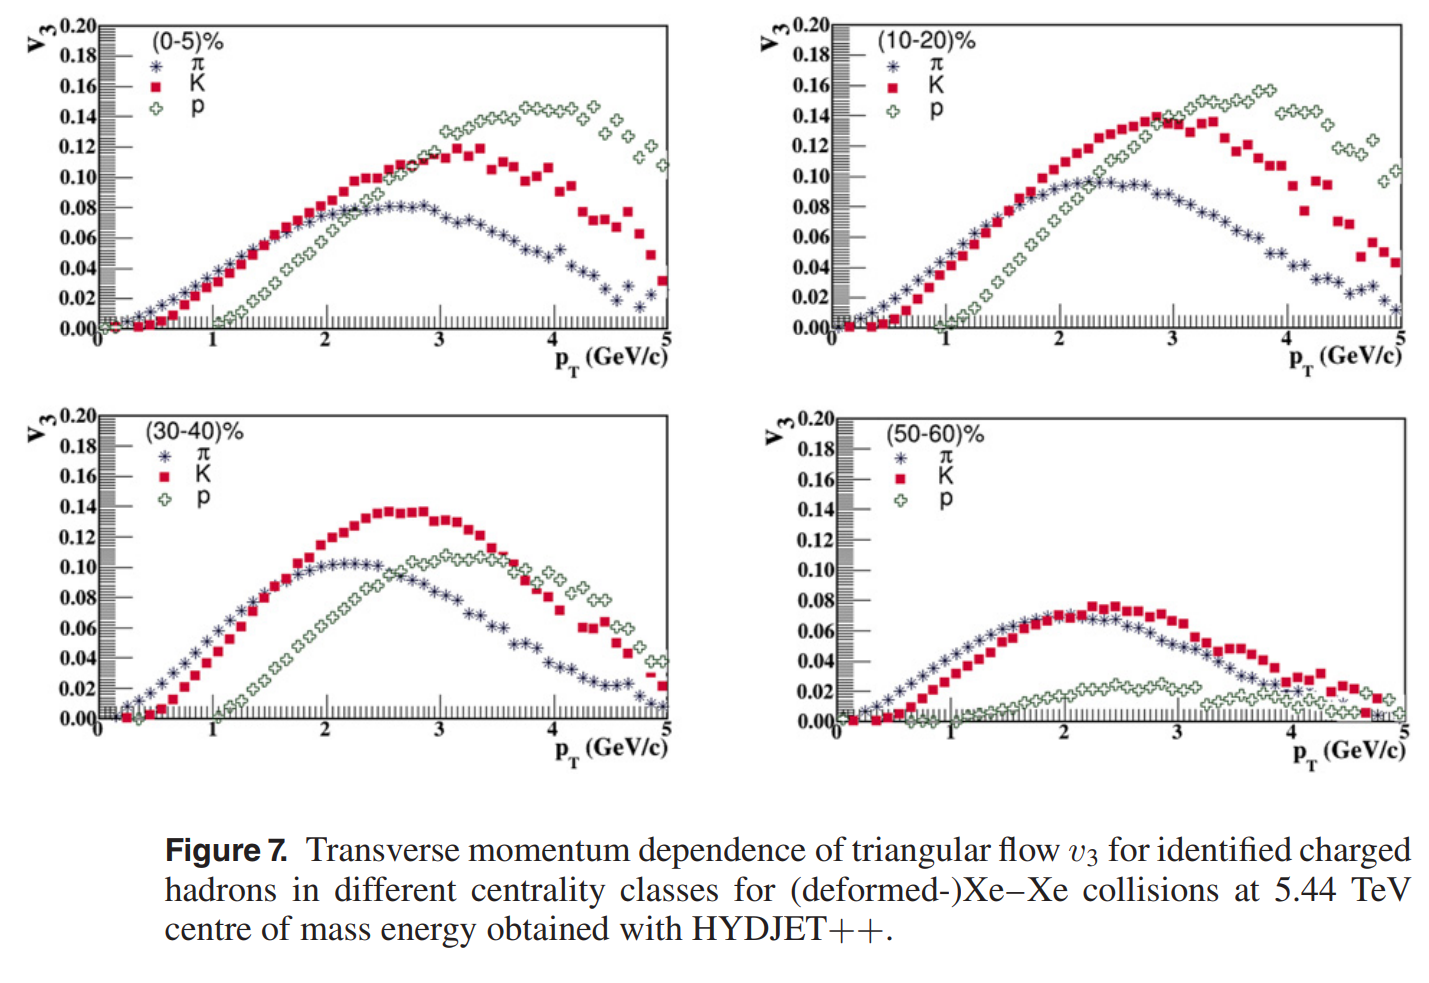 V3
0.20
0.18
0.16
0.14
0.12
0.10
0.08
0.06
0.04
0.02
0.00
(0-5)%
π
K
p
0 1 2 3 4 5
pT (GeV/c)
V3
0.20
0.18
0.16
0.14
0.12
0.10
0.08
0.06
0.04
0.02
0.00
(10-20)%
π
K
p
0 1 2 3 4 5
pT (GeV/c)
V3
0.20
0.18
0.16
0.14
0.12
0.10
0.08
0.06
0.04
0.02
0.00
(30-40)%
π
K
p
0 1 2 3 4 5
pT (GeV/c)
V3
0.20
0.18
0.16
0.14
0.12
0.10
0.08
0.06
0.04
0.02
0.00
(50-60)%
π
K
p
0 1 2 3 4 5
pT (GeV/c)
Figure 7. Transverse momentum dependence of triangular flow v3 for identified charged
hadrons in different centrality classes for (deformed-)Xe–Xe collisions at 5.44 TeV
centre of mass energy obtained with HYDJET++.